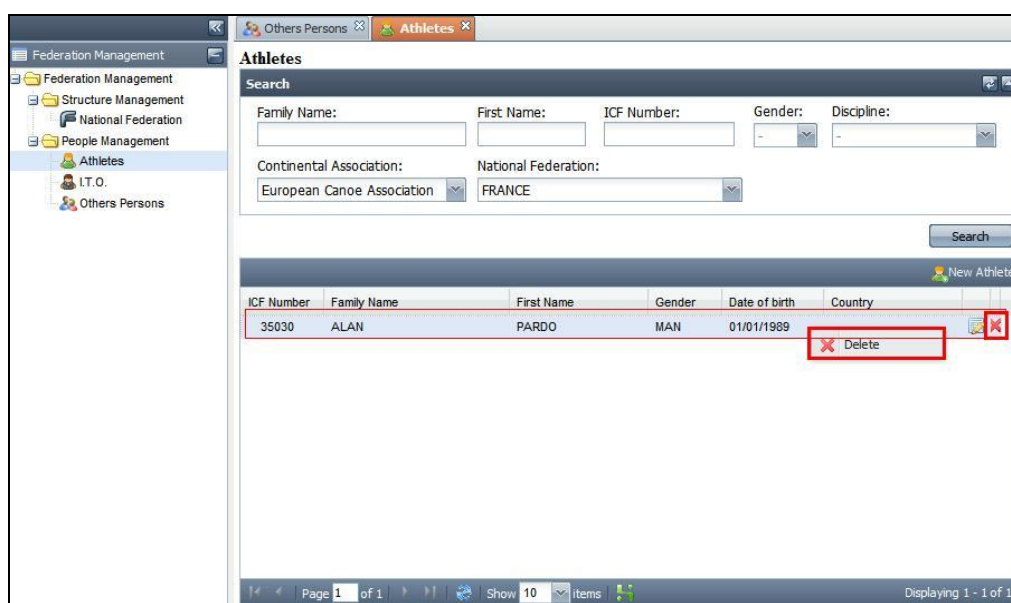 Others Persons Athletes
Federation Management
Federation Management
Structure Management
National Federation
People Management
Athletes
I.T.O.
Others Persons
Athletes
Search
Family Name: First Name: ICF Number: Gender: Discipline:
- -
Continental Association: National Federation:
European Canoe Association FRANCE
Search
New Athlete
ICF Number Family Name First Name Gender Date of birth Country
35030 ALAN PARDO MAN 01/01/1989
Delete
Page 1 of 1 Show 10 items Displaying 1 - 1 of 1